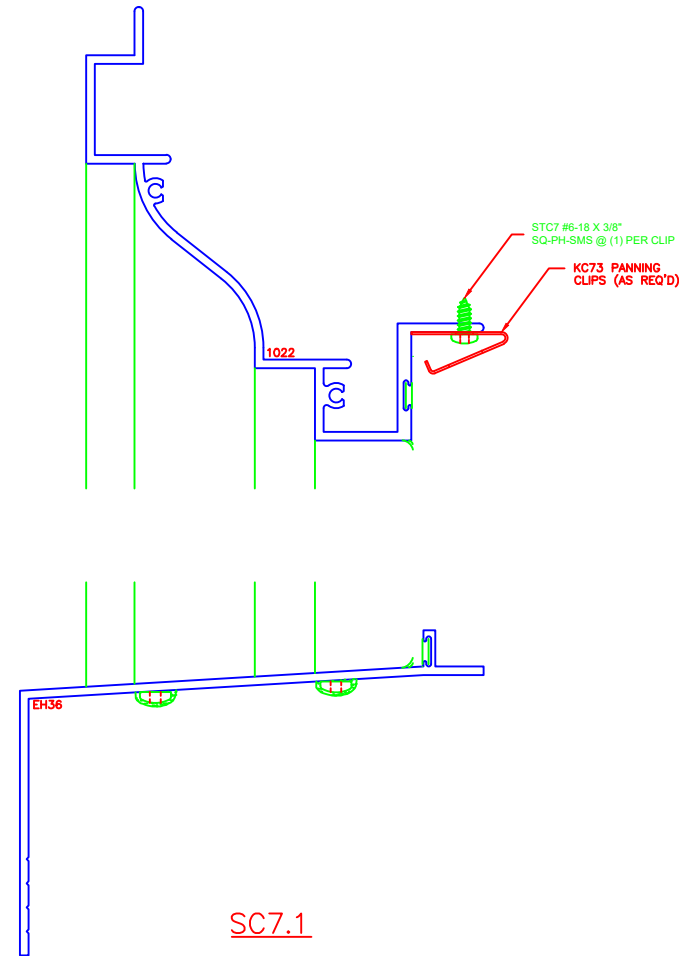 STC7 #6-18 X 3/8"
SQ-PH-SMS @ (1) PER CLIP
KC73 PANNING
CLIPS (AS REQ'D)
1022
EH36
SC7.1